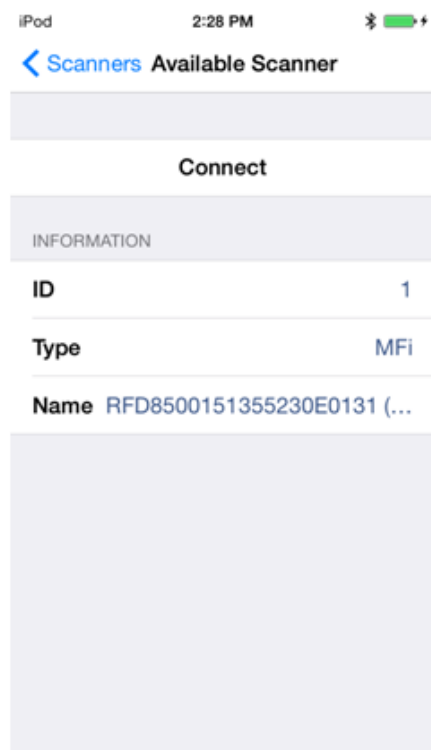 iPod 2:28 PM
Scanners Available Scanner
Connect
INFORMATION
ID 1
Type MFi
Name RFD8500151355230E0131 (...